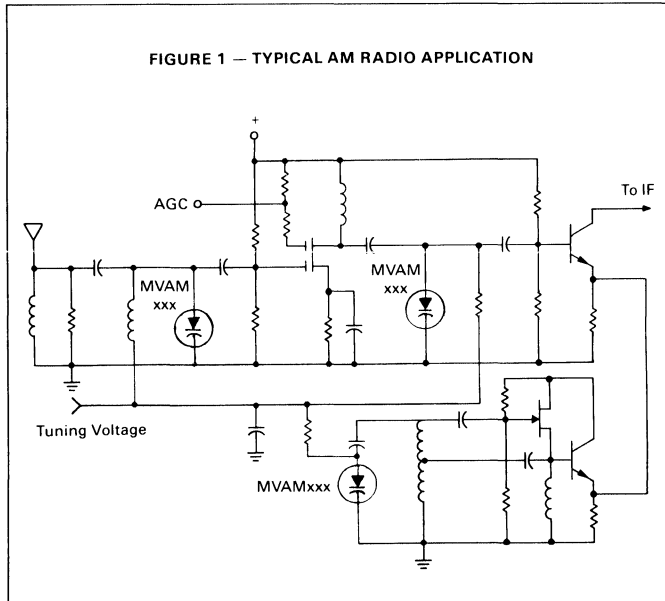 FIGURE 1 — TYPICAL AM RADIO APPLICATION
+
To IF
AGC
MVAM
xxx
MVAM
xxx
Tuning Voltage
MVAMxxx